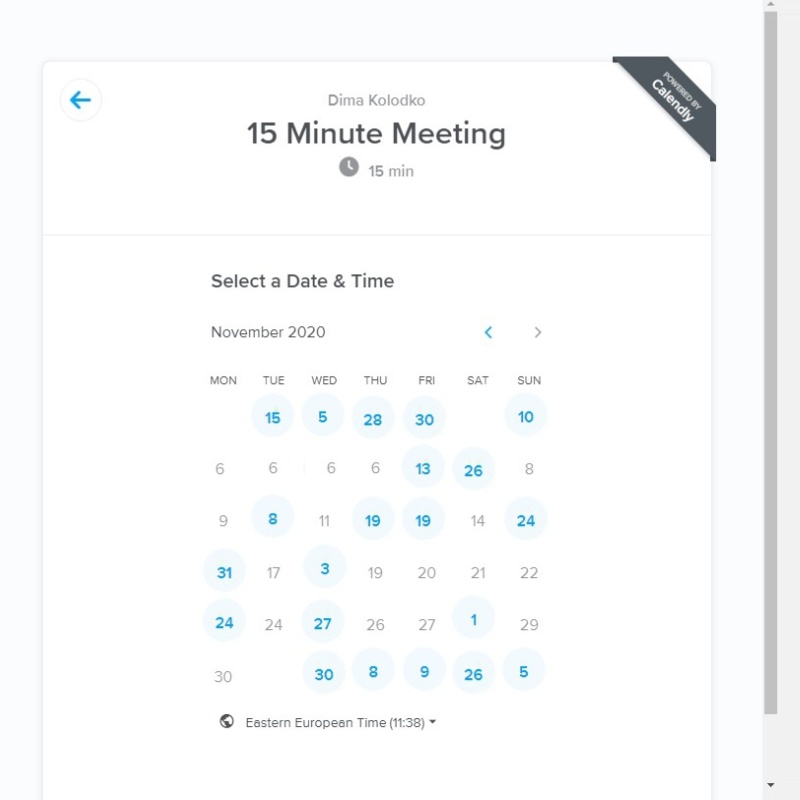 POWERED BY
Calendly
Dima Kolodko
15 Minute Meeting
15 min
Select a Date & Time
November 2020
MON TUE WED THU FRI SAT SUN
15 5 28 30 10
6 6 6 6 13 26 8
9 8 11 19 19 14 24
31 17 3 19 20 21 22
24 24 27 26 27 1 29
30 30 8 9 26 5
Eastern European Time (11:38)